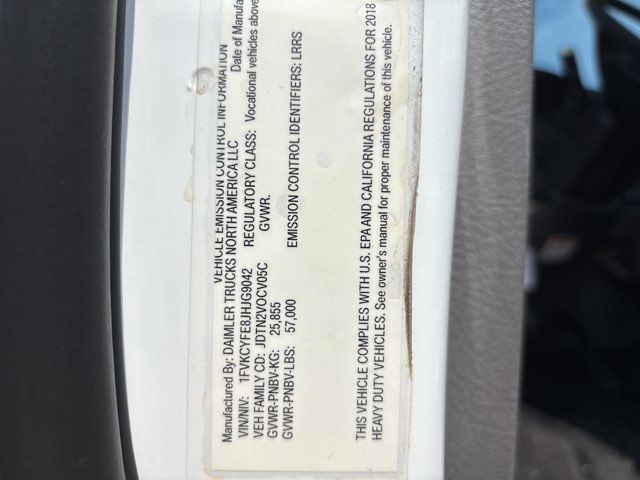 VEHICLE EMISSION CONTROL INFORMATION
Manufactured By: DAIMLER TRUCKS NORTH AMERICA LLC Date of Manufa
VIN/NIV: 1FVKCYFE8JHJG9042 REGULATORY CLASS: Vocational vehicles above
VEH FAMILY CD: JDTN2VOCV05C GVWR.
GVWR-PNBV-KG: 25,855
GVWR-PNBV-LBS: 57,000 EMISSION CONTROL IDENTIFIERS: LRRS
THIS VEHICLE COMPLIES WITH U.S. EPA AND CALIFORNIA REGULATIONS FOR 2018
HEAVY DUTY VEHICLES. See owner's manual for proper maintenance of this vehicle.